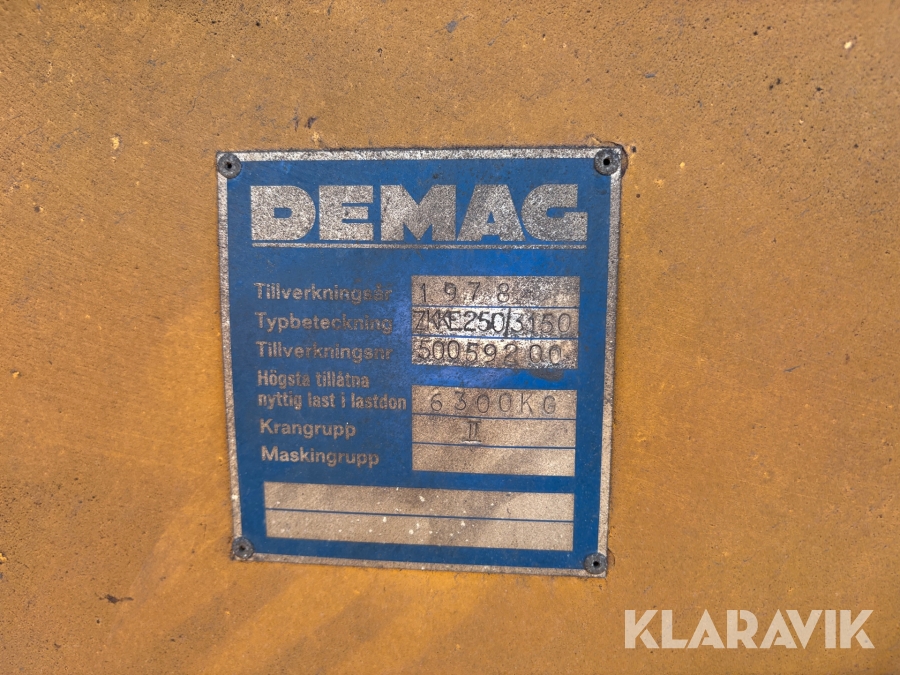 DEMAG
Tillverkningsår 1978
Typbeteckning ZKKE250/3150
Tillverkningsnr 50059200
Högsta tillåtna
nyttig last i lastdon 6300KG
Krangrupp II
Maskingrupp
KLARAVIK